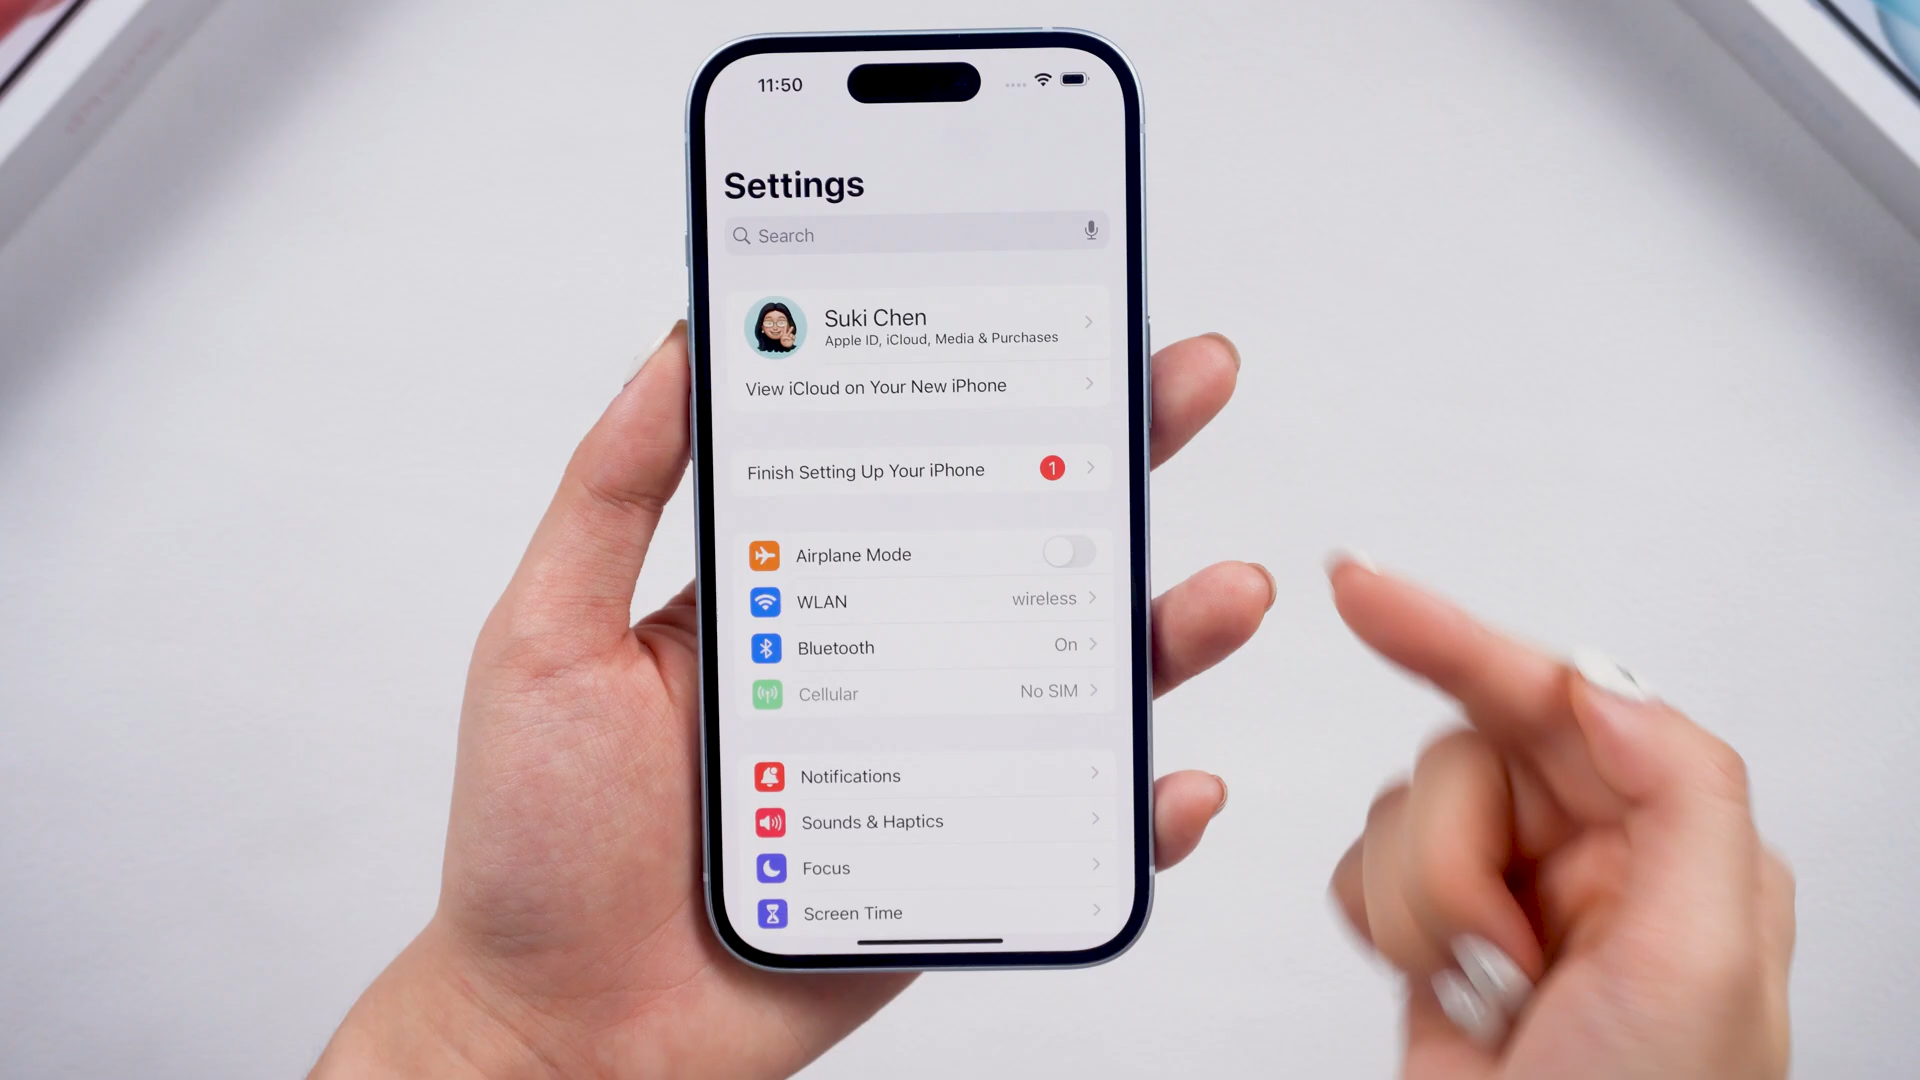 11:50
Settings
Search
Suki Chen
Apple ID, iCloud, Media & Purchases
View iCloud on Your New iPhone
Finish Setting Up Your iPhone 1
Airplane Mode
WLAN wireless
Bluetooth On
Cellular No SIM
Notifications
Sounds & Haptics
Focus
Screen Time